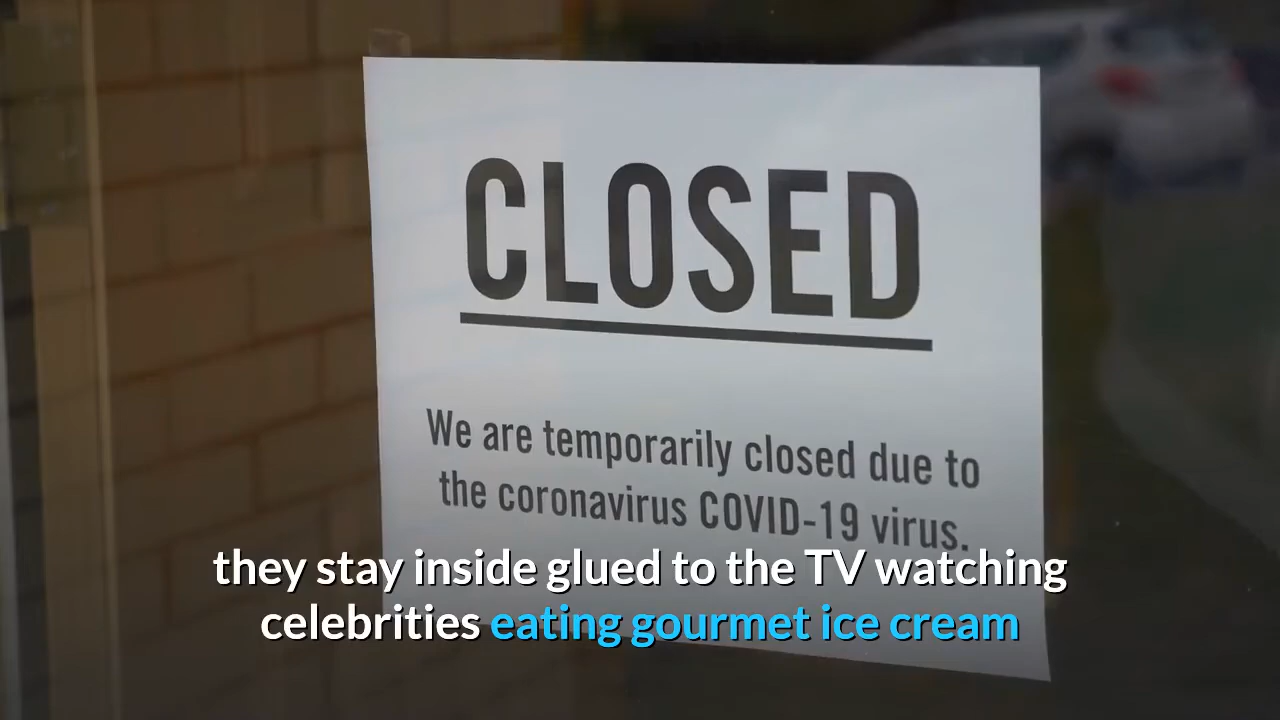 CLOSED
We are temporarily closed due to
the coronavirus COVID-19 virus.
they stay inside glued to the TV watching
celebrities eating gourmet ice cream